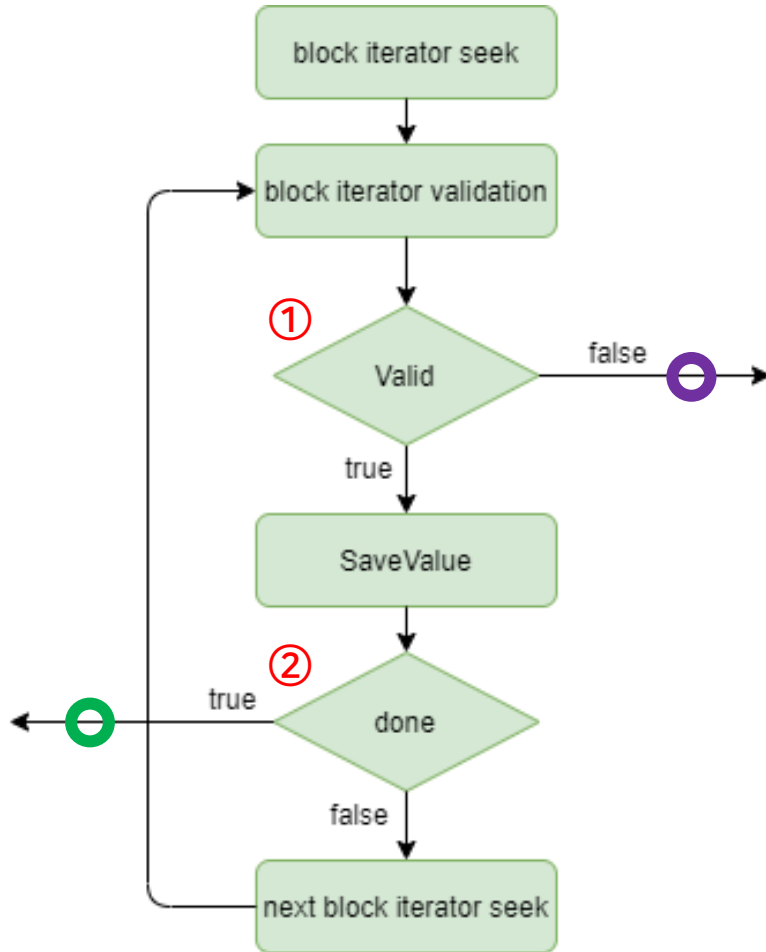 block iterator seek
block iterator validation
①
Valid
false
true
SaveValue
②
true
done
false
next block iterator seek